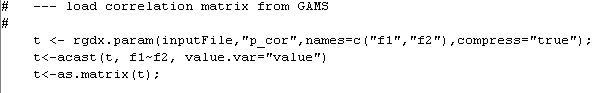 #   --- load correlation matrix from GAMS
#
    t <- rgdx.param(inputFile,"p_cor",names=c("f1","f2"),compress="true");
    t<-acast(t, f1~f2, value.var="value")
    t<-as.matrix(t);